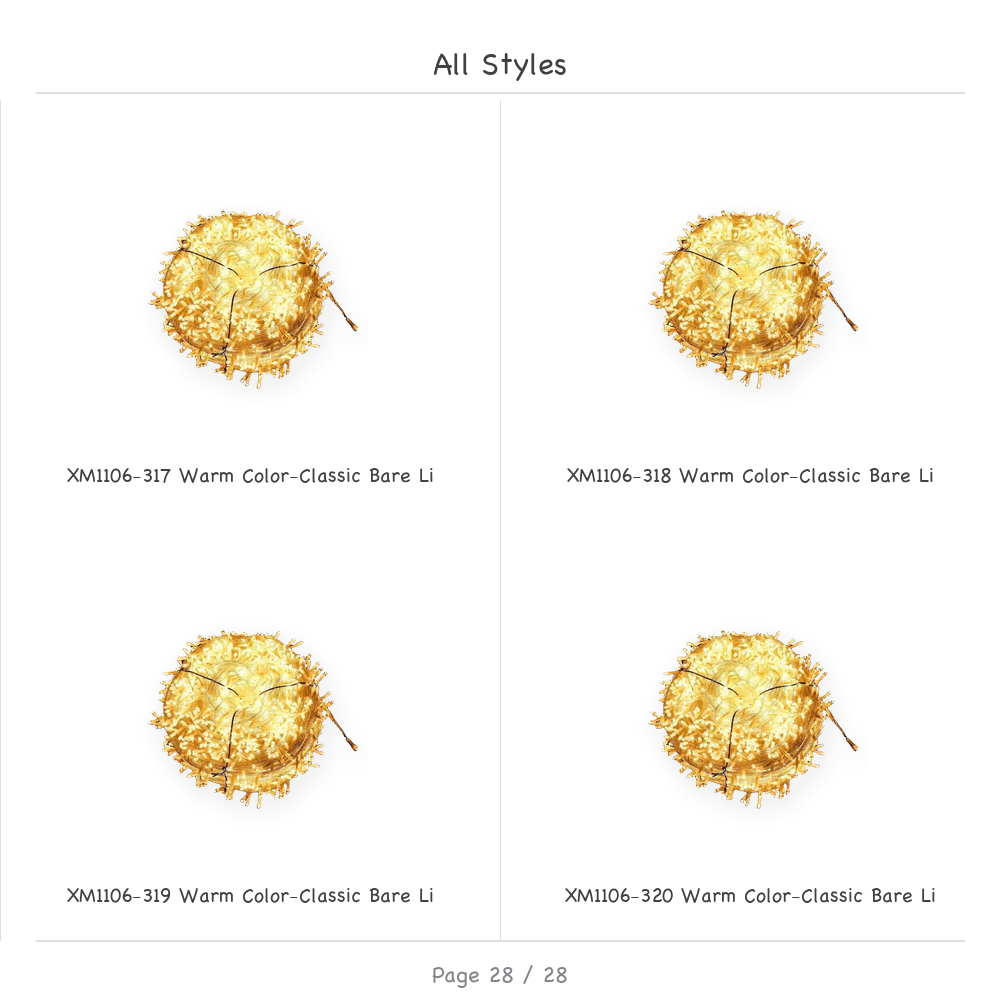 All Styles
XM1106-317 Warm Color-Classic Bare Li
XM1106-318 Warm Color-Classic Bare Li
XM1106-319 Warm Color-Classic Bare Li
XM1106-320 Warm Color-Classic Bare Li
Page 28 / 28